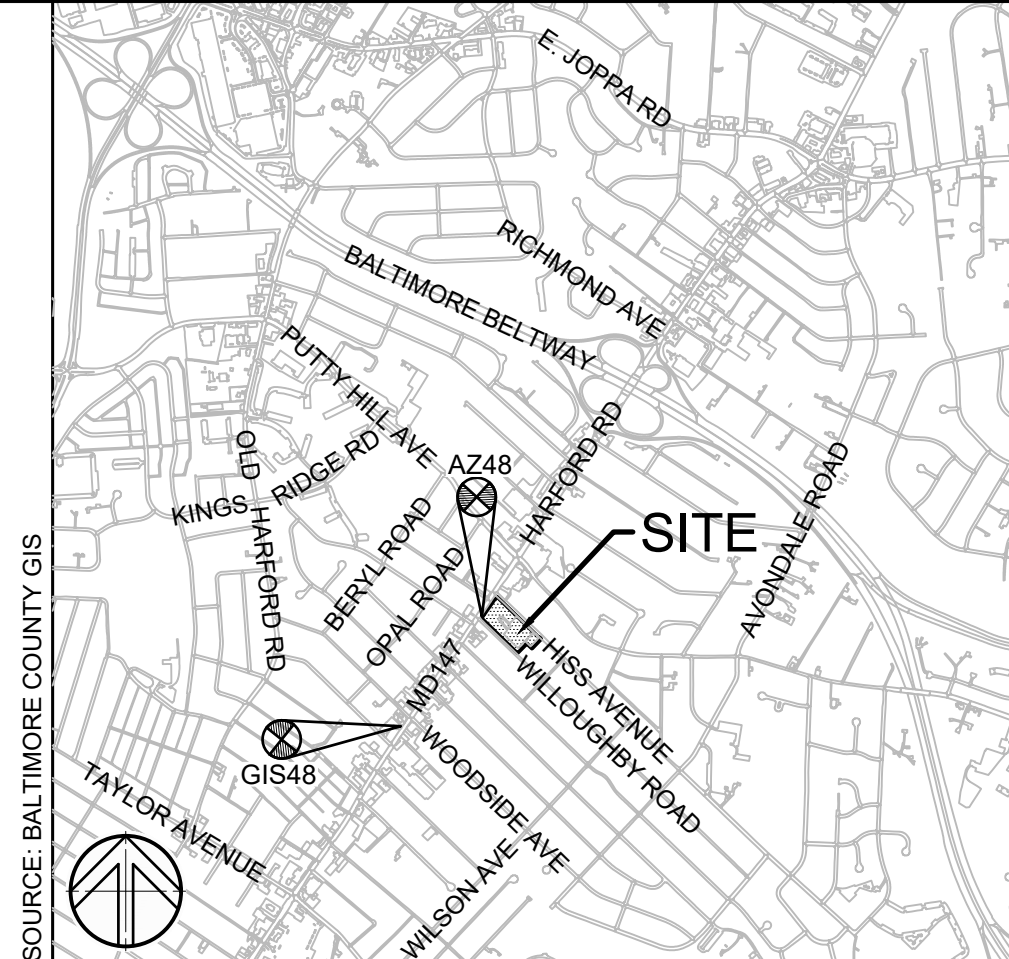 E. JOPPA RD
RICHMOND AVE
BALTIMORE BELTWAY
PUTTY HILL AVE
HARFORD RD
OLD HARFORD RD
KINGS RIDGE RD
AZ48
SITE
AVONDALE ROAD
BERYL ROAD
OPAL ROAD
MD147
HISS AVENUE
WILLOUGHBY ROAD
GIS48
WOODSIDE AVE
TAYLOR AVENUE
WILSON AVE
SOURCE: BALTIMORE COUNTY GIS